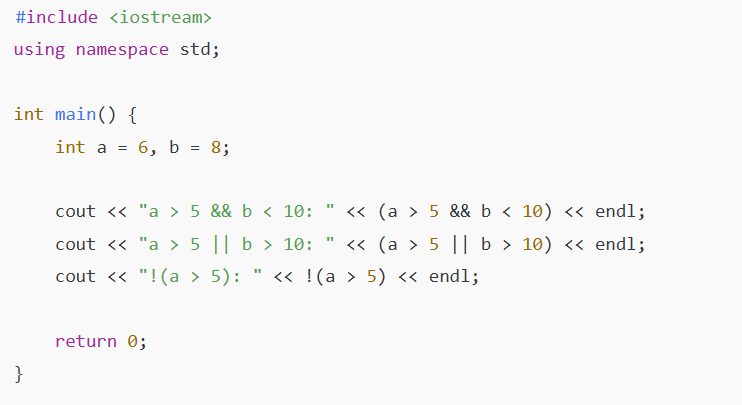 #include <iostream>
using namespace std;
int main() {
    int a = 6, b = 8;
    cout << "a > 5 && b < 10: " << (a > 5 && b < 10) << endl;
    cout << "a > 5 || b > 10: " << (a > 5 || b > 10) << endl;
    cout << "!(a > 5): " << !(a > 5) << endl;
    return 0;
}